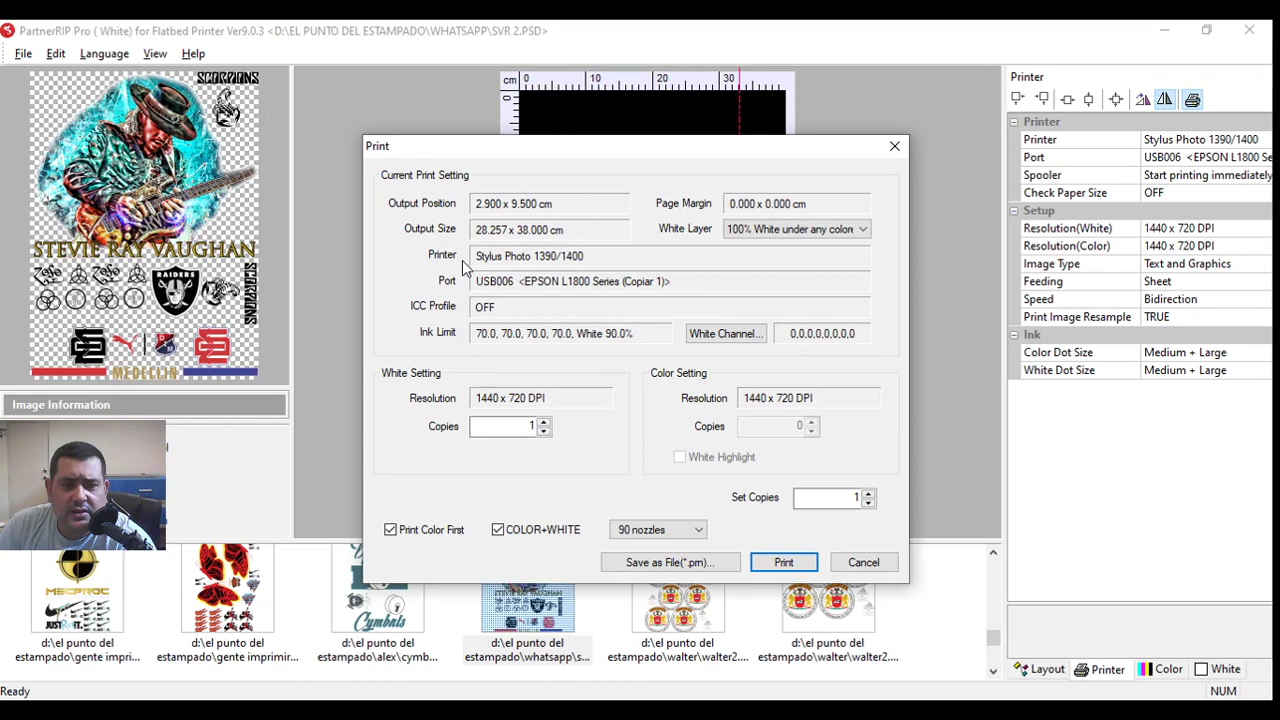 PartnerRIP Pro ( White) for Flatbed Printer Ver9.0.3 <D:\EL PUNTO DEL ESTAMPADO\WHATSAPP\SVR 2.PSD>
File Edit Language View Help
SCORPIONS
STEVIE RAY VAUGHAN
RAIDERS
SCORPIONS
MEDELLIN
Image Information
cm 0 10 20 30
0
Print
Current Print Setting
Output Position 2.900 x 9.500 cm Page Margin 0.000 x 0.000 cm
Output Size 28.257 x 38.000 cm White Layer 100% White under any color
Printer Stylus Photo 1390/1400
Port USB006 <EPSON L1800 Series (Copiar 1)>
ICC Profile OFF
Ink Limit 70.0, 70.0, 70.0, 70.0, White 90.0% White Channel... 0,0,0,0,0,0,0,0
White Setting Color Setting
Resolution 1440 x 720 DPI Resolution 1440 x 720 DPI
Copies 1 Copies 0
White Highlight
Set Copies 1
Print Color First COLOR+WHITE 90 nozzles
Save as File(*.pm)... Print Cancel
Printer
Printer
Printer Stylus Photo 1390/1400
Port USB006 <EPSON L1800 Series
Spooler Start printing immediately
Check Paper Size OFF
Setup
Resolution(White) 1440 x 720 DPI
Resolution(Color) 1440 x 720 DPI
Image Type Text and Graphics
Feeding Sheet
Speed Bidirection
Print Image Resample TRUE
Ink
Color Dot Size Medium + Large
White Dot Size Medium + Large
MECPROC
Cymbals
d:\el punto del d:\el punto del d:\el punto del d:\el punto del d:\el punto del d:\el punto del
estampado\gente impri... estampado\gente imprimir... estampado\alex\cymb... estampado\whatsapp\s... estampado\walter\walter2... estampado\walter\walter2....
Layout Printer Color White
Ready NUM